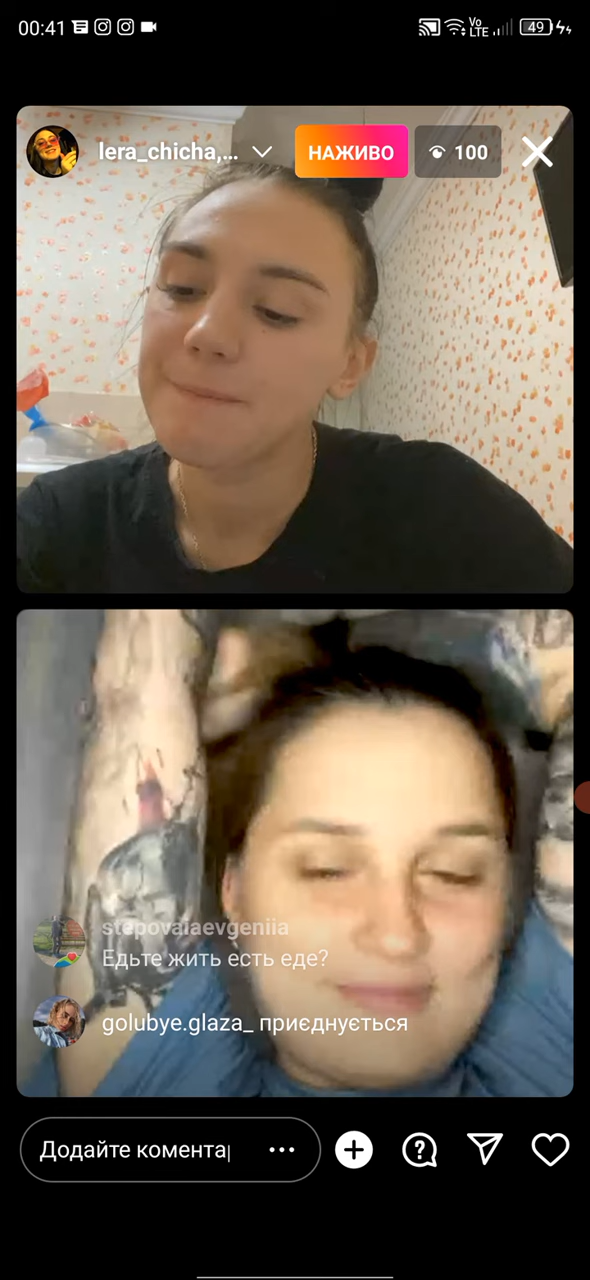 00:41 Vo LTE 49
lera_chicha,... НАЖИВО 100
stepovaiaevgeniia
Едьте жить есть еде?
golubye.glaza_ приєднується
Додайте комента